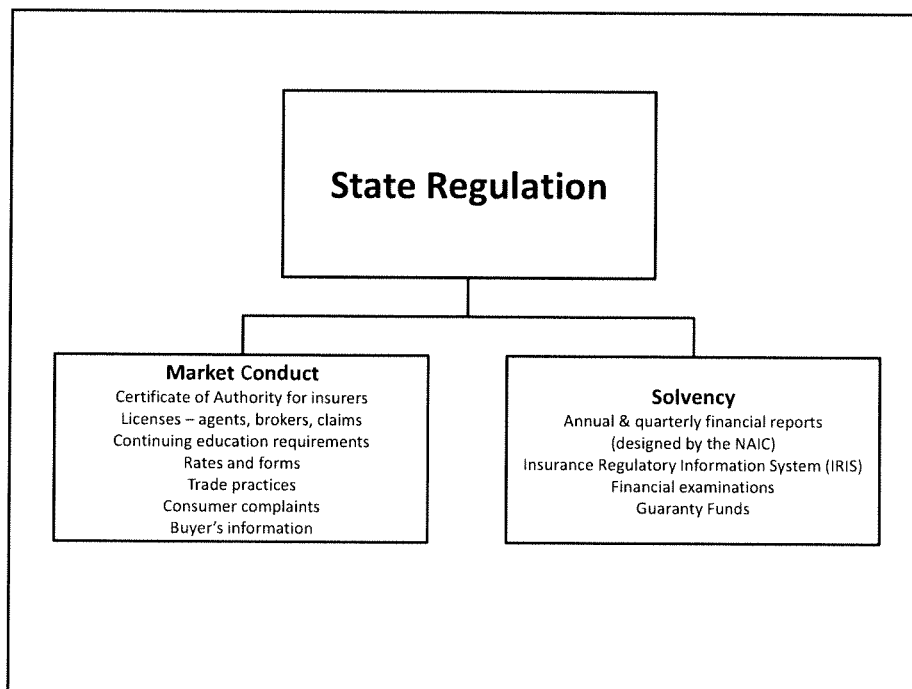 State Regulation
Market Conduct
Certificate of Authority for insurers
Licenses – agents, brokers, claims
Continuing education requirements
Rates and forms
Trade practices
Consumer complaints
Buyer's information
Solvency
Annual & quarterly financial reports
(designed by the NAIC)
Insurance Regulatory Information System (IRIS)
Financial examinations
Guaranty Funds